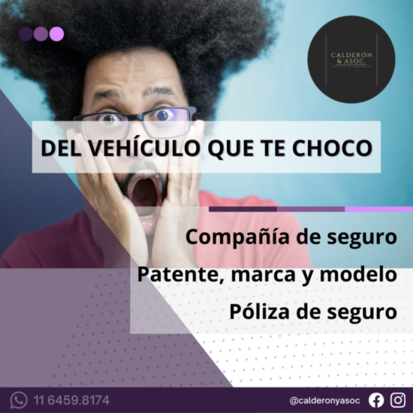 CALDERÓN
& ASOC.
DEL VEHÍCULO QUE TE CHOCO
Compañía de seguro
Patente, marca y modelo
Póliza de seguro
11 6459.8174
@calderonyasoc